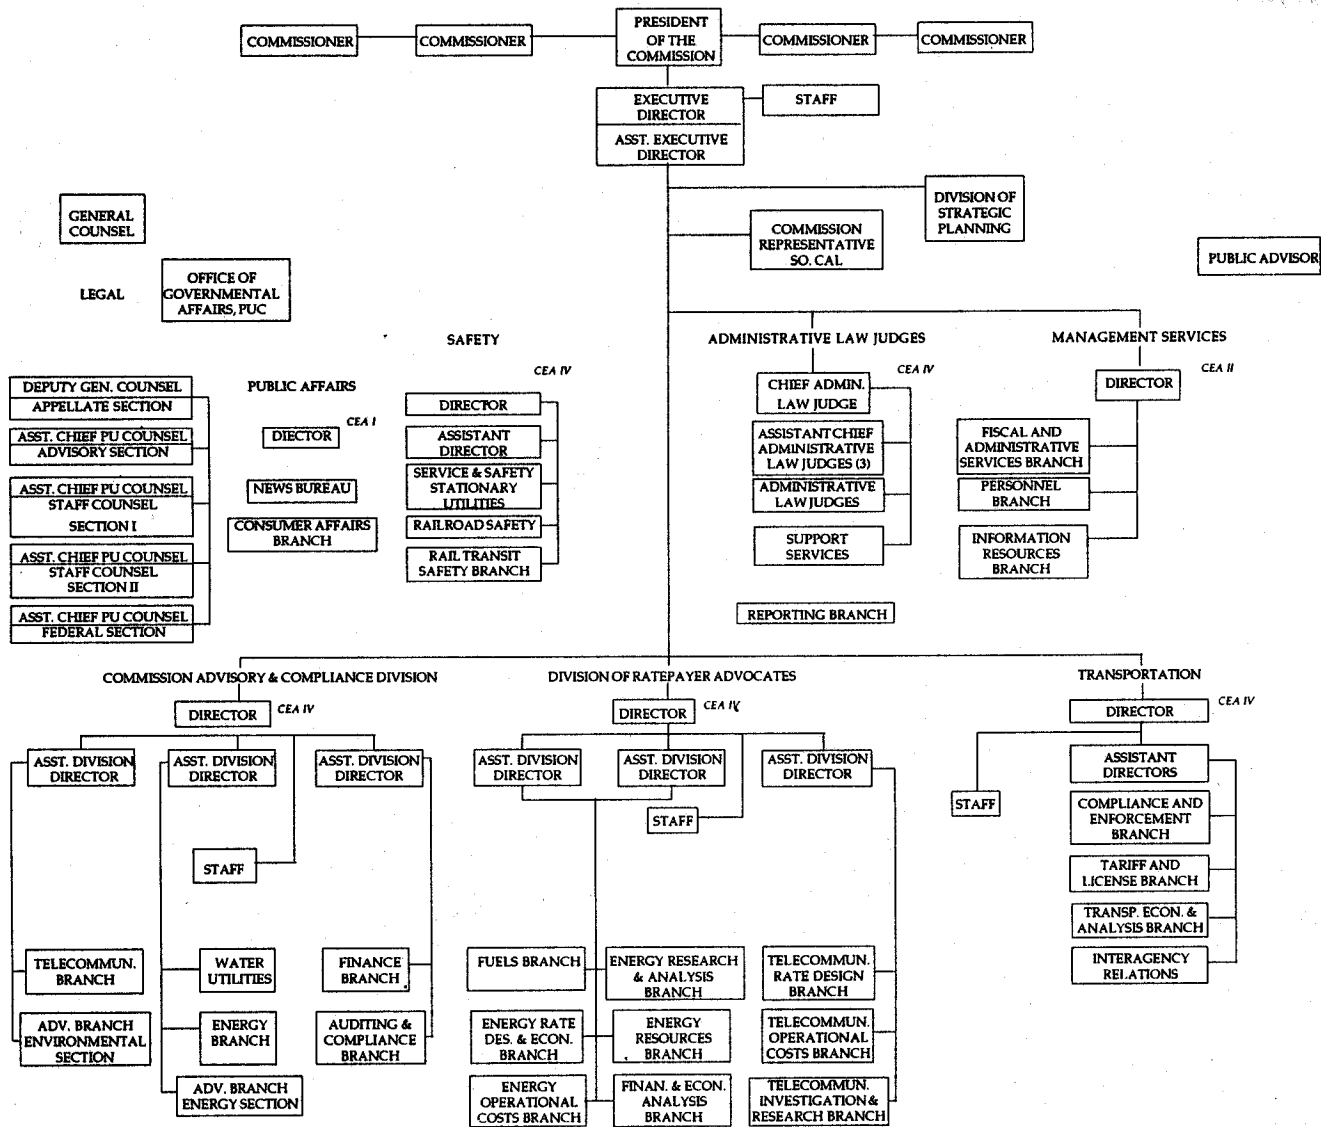 PRESIDENT
OF THE
COMMISSION
COMMISSIONER
COMMISSIONER
COMMISSIONER
COMMISSIONER
EXECUTIVE
DIRECTOR
ASST. EXECUTIVE
DIRECTOR
STAFF
DIVISION OF
STRATEGIC
PLANNING
COMMISSION
REPRESENTATIVE
SO. CAL
GENERAL
COUNSEL
PUBLIC ADVISOR
LEGAL
OFFICE OF
GOVERNMENTAL
AFFAIRS, PUC
DEPUTY GEN. COUNSEL
APPELLATE SECTION
ASST. CHIEF PU COUNSEL
ADVISORY SECTION
ASST. CHIEF PU COUNSEL
STAFF COUNSEL
SECTION I
ASST. CHIEF PU COUNSEL
STAFF COUNSEL
SECTION II
ASST. CHIEF PU COUNSEL
FEDERAL SECTION
PUBLIC AFFAIRS
CEA I
DIECTOR
NEWS BUREAU
CONSUMER AFFAIRS
BRANCH
SAFETY
CEA IV
DIRECTOR
ASSISTANT
DIRECTOR
SERVICE & SAFETY
STATIONARY
UTILITIES
RAILROAD SAFETY
RAIL TRANSIT
SAFETY BRANCH
ADMINISTRATIVE LAW JUDGES
CEA IV
CHIEF ADMIN.
LAW JUDGE
ASSISTANT CHIEF
ADMINISTRATIVE
LAW JUDGES (3)
ADMINISTRATIVE
LAW JUDGES
SUPPORT
SERVICES
REPORTING BRANCH
MANAGEMENT SERVICES
CEA II
DIRECTOR
FISCAL AND
ADMINISTRATIVE
SERVICES BRANCH
PERSONNEL
BRANCH
INFORMATION
RESOURCES
BRANCH
COMMISSION ADVISORY & COMPLIANCE DIVISION
DIRECTOR
CEA IV
ASST. DIVISION
DIRECTOR
ASST. DIVISION
DIRECTOR
ASST. DIVISION
DIRECTOR
STAFF
TELECOMMUN.
BRANCH
ADV. BRANCH
ENVIRONMENTAL
SECTION
WATER
UTILITIES
ENERGY
BRANCH
ADV. BRANCH
ENERGY SECTION
FINANCE
BRANCH
AUDITING &
COMPLIANCE
BRANCH
DIVISION OF RATEPAYER ADVOCATES
DIRECTOR
CEA IV
ASST. DIVISION
DIRECTOR
ASST. DIVISION
DIRECTOR
ASST. DIVISION
DIRECTOR
STAFF
FUELS BRANCH
ENERGY RATE
DES. & ECON.
BRANCH
ENERGY
OPERATIONAL
COSTS BRANCH
ENERGY RESEARCH
& ANALYSIS
BRANCH
ENERGY
RESOURCES
BRANCH
FINAN. & ECON.
ANALYSIS
BRANCH
TELECOMMUN.
RATE DESIGN
BRANCH
TELECOMMUN.
OPERATIONAL
COSTS BRANCH
TELECOMMUN.
INVESTIGATION &
RESEARCH BRANCH
TRANSPORTATION
CEA IV
DIRECTOR
STAFF
ASSISTANT
DIRECTORS
COMPLIANCE AND
ENFORCEMENT
BRANCH
TARIFF AND
LICENSE BRANCH
TRANSP. ECON. &
ANALYSIS BRANCH
INTERAGENCY
RELATIONS